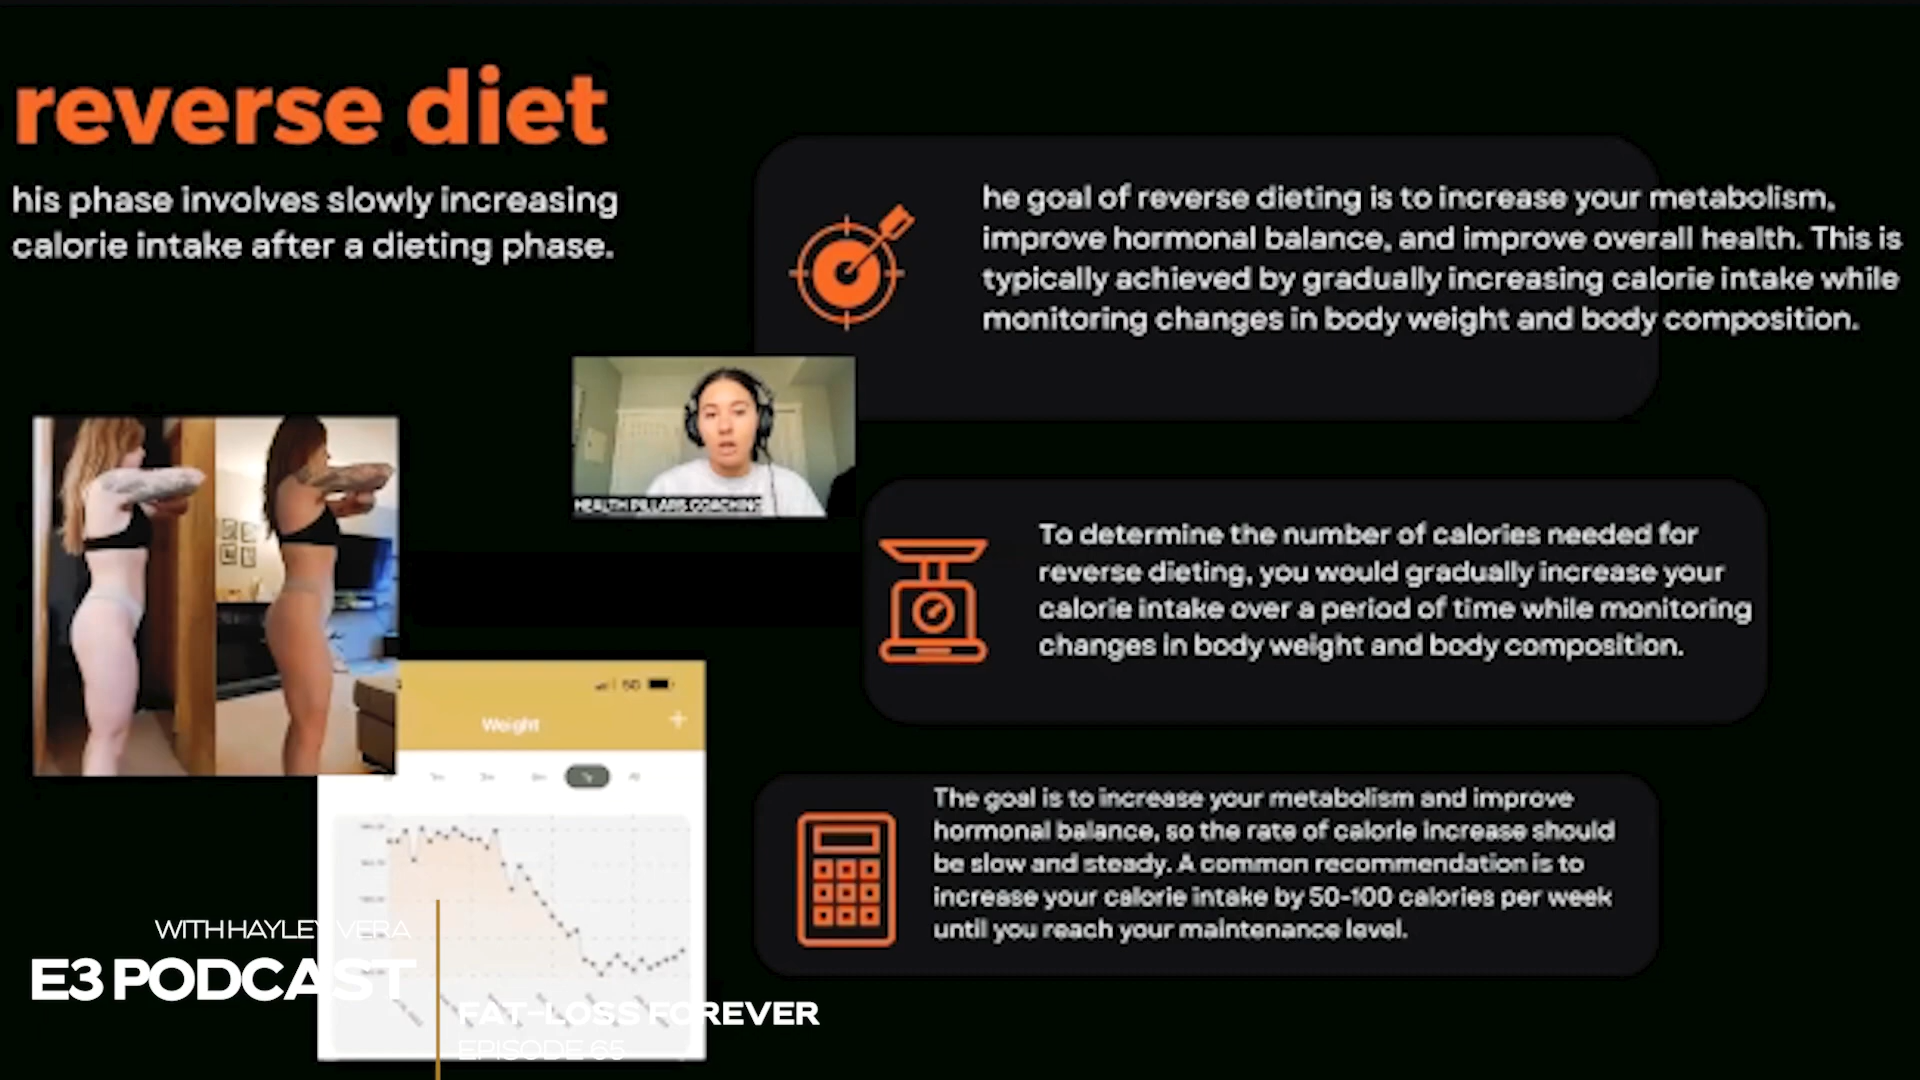 reverse diet
his phase involves slowly increasing
calorie intake after a dieting phase.
he goal of reverse dieting is to increase your metabolism,
improve hormonal balance, and improve overall health. This is
typically achieved by gradually increasing calorie intake while
monitoring changes in body weight and body composition.
HEALTH PILLARS COACHING
To determine the number of calories needed for
reverse dieting, you would gradually increase your
calorie intake over a period of time while monitoring
changes in body weight and body composition.
5G
Weight
+
The goal is to increase your metabolism and improve
hormonal balance, so the rate of calorie increase should
be slow and steady. A common recommendation is to
increase your calorie intake by 50-100 calories per week
until you reach your maintenance level.
WITH HAYLEY VERA
E3 PODCAST
FAT-LOSS FOREVER
EPISODE 65